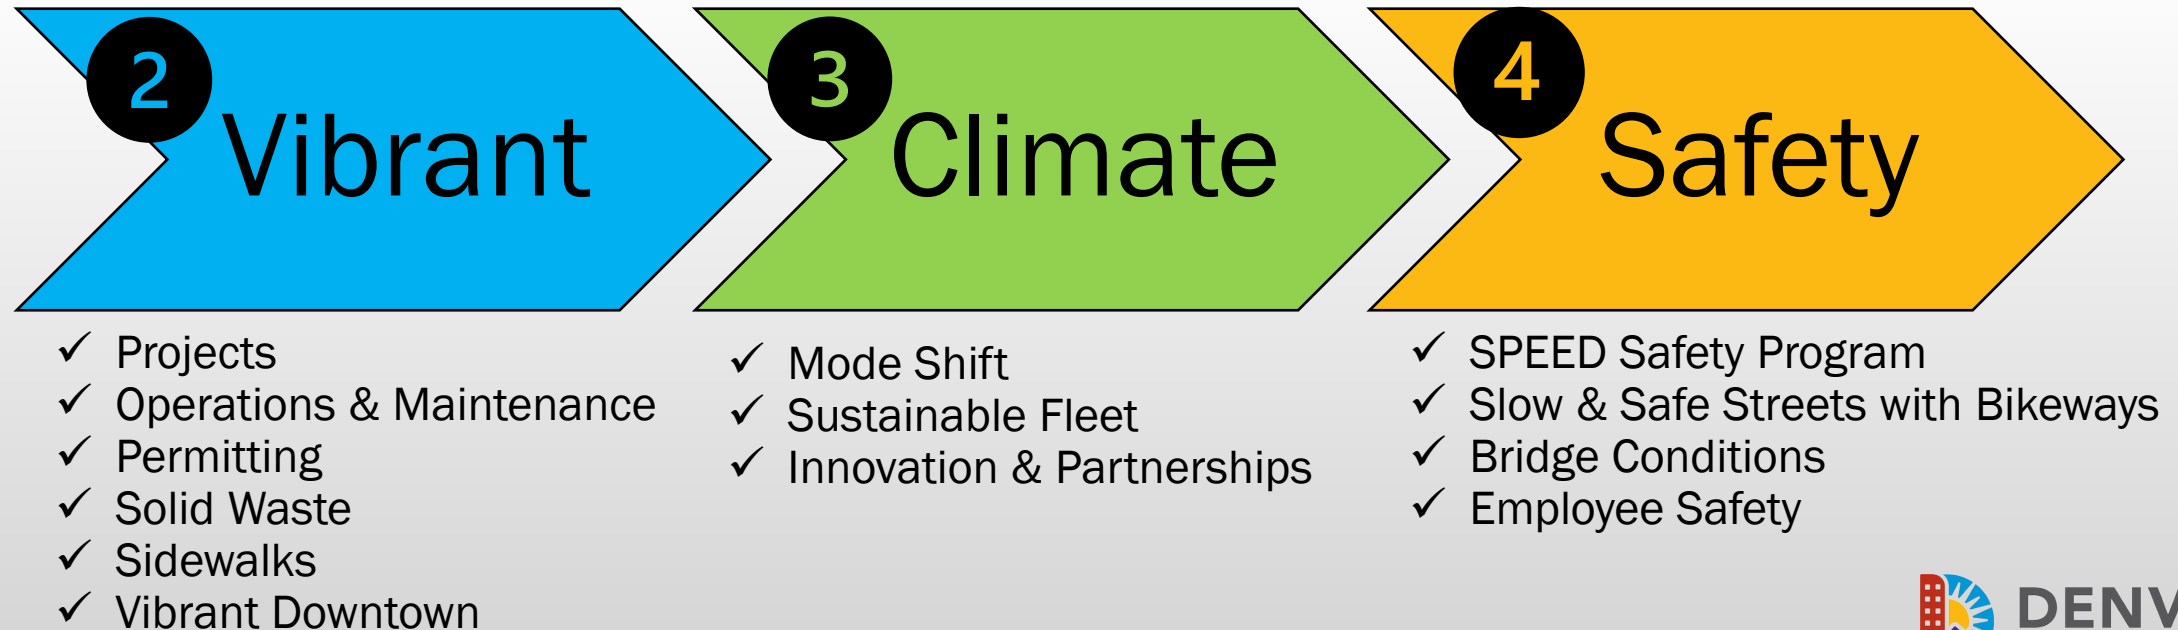 2
Vibrant
✓ Projects
✓ Operations & Maintenance
✓ Permitting
✓ Solid Waste
✓ Sidewalks
✓ Vibrant Downtown
3
Climate
✓ Mode Shift
✓ Sustainable Fleet
✓ Innovation & Partnerships
4
Safety
✓ SPEED Safety Program
✓ Slow & Safe Streets with Bikeways
✓ Bridge Conditions
✓ Employee Safety